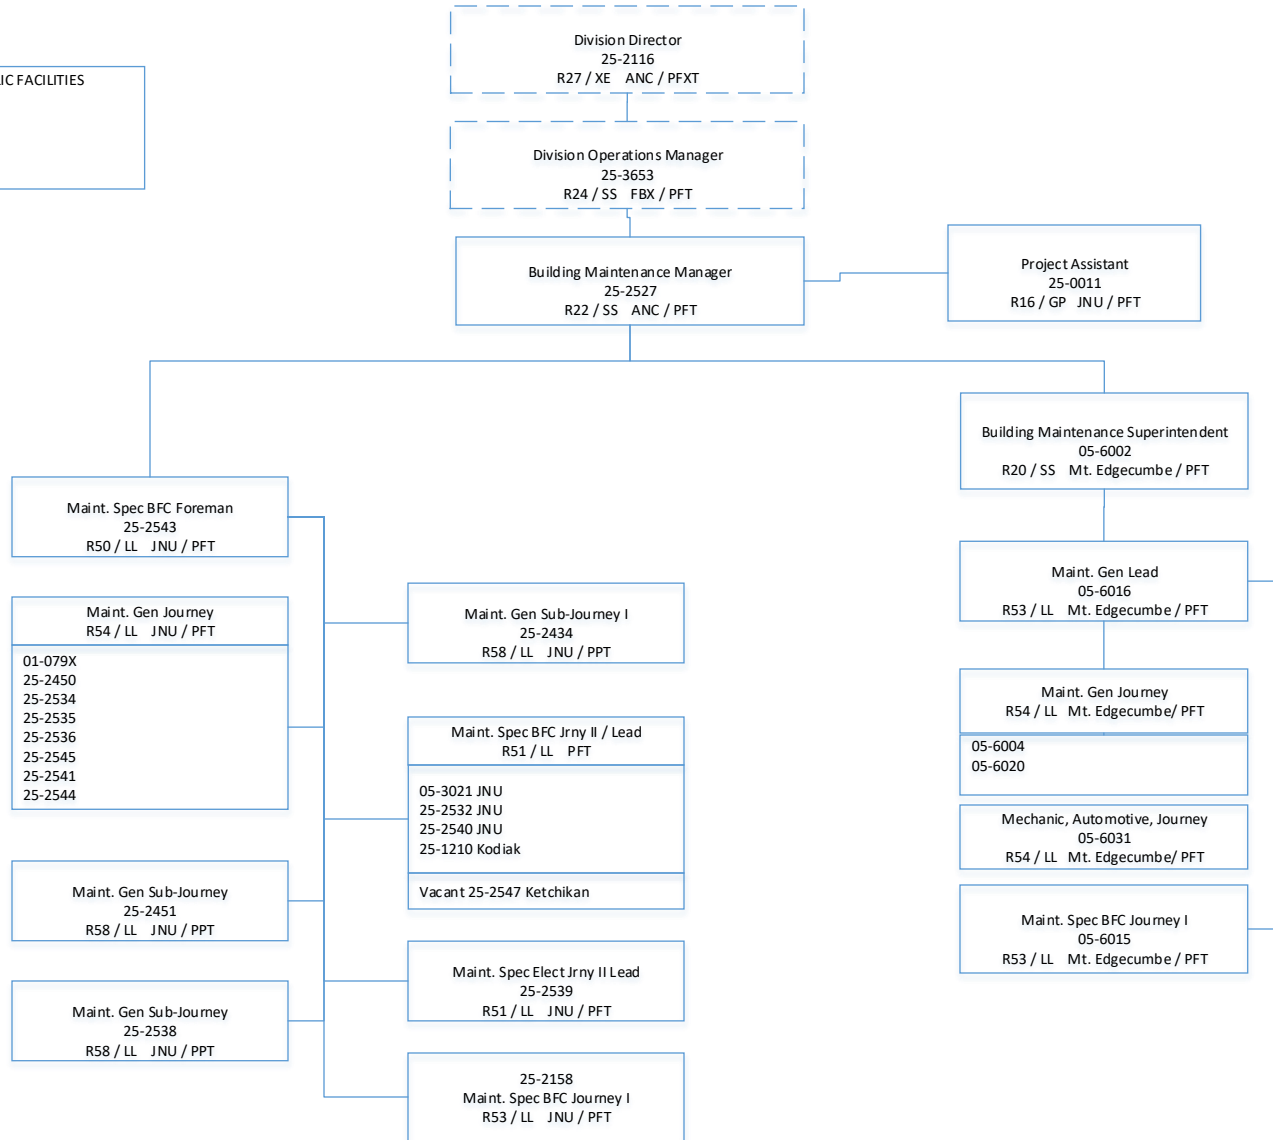 Division Director
25-2116
R27 / XE ANC / PFXT
FACILITIES
Division Operations Manager
25-3653
R24 / SS FBX / PFT
Building Maintenance Manager
25-2527
R22 / SS ANC / PFT
Project Assistant
25-0011
R16 / GP JNU / PFT
Building Maintenance Superintendent
05-6002
R20 / SS Mt. Edgecumbe / PFT
Maint. Spec BFC Foreman
25-2543
R50 / LL JNU / PFT
Maint. Gen Journey
R54 / LL JNU / PFT
01-079X
25-2450
25-2534
25-2535
25-2536
25-2545
25-2541
25-2544
Maint. Gen Sub-Journey
25-2451
R58 / LL JNU / PPT
Maint. Gen Sub-Journey
25-2538
R58 / LL JNU / PPT
Maint. Gen Sub-Journey I
25-2434
R58 / LL JNU / PPT
Maint. Spec BFC Jrny II / Lead
R51 / LL PFT
05-3021 JNU
25-2532 JNU
25-2540 JNU
25-1210 Kodiak
Vacant 25-2547 Ketchikan
Maint. Spec Elect Jrny II Lead
25-2539
R51 / LL JNU / PFT
25-2158
Maint. Spec BFC Journey I
R53 / LL JNU / PFT
Maint. Gen Lead
05-6016
R53 / LL Mt. Edgecumbe / PFT
Maint. Gen Journey
R54 / LL Mt. Edgecumbe/ PFT
05-6004
05-6020
Mechanic, Automotive, Journey
05-6031
R54 / LL Mt. Edgecumbe/ PFT
Maint. Spec BFC Journey I
05-6015
R53 / LL Mt. Edgecumbe / PFT